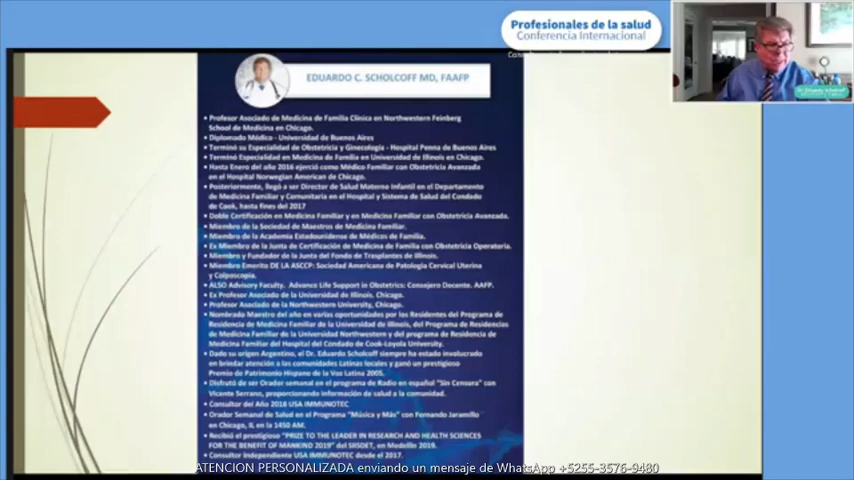 Profesionales de la salud
Conferencia Internacional
EDUARDO C. SCHOLCOFF MD, FAAFP
• Profesor Asociado de Medicina de Familia Clínica en Northwestern Feinberg
School de Medicina en Chicago.
• Diplomado Médico - Universidad de Buenos Aires
• Terminó su Especialidad de Obstetricia y Ginecología - Hospital Penna de Buenos Aires
• Terminó Especialidad en Medicina de Familia en Universidad de Illinois en Chicago.
• Hasta Enero del año 2016 ejerció como Médico Familiar con Obstetricia Avanzada
en el Hospital Norwegian American de Chicago.
• Posteriormente, llegó a ser Director de Salud Materno Infantil en el Departamento
de Medicina Familiar y Comunitaria en el Hospital y Sistema de Salud del Condado
de Cook, hasta fines del 2017
• Doble Certificación en Medicina Familiar y en Medicina Familiar con Obstetricia Avanzada.
• Miembro de la Sociedad de Maestros de Medicina Familiar.
• Miembro de la Academia Estadounidense de Médicos de Familia.
• Ex Miembro de la Junta de Certificación de Medicina de Familia con Obstetricia Operatoria.
• Miembro y Fundador de la Junta del Fondo de Trasplantes de Illinois.
• Miembro Emerito DE LA ASCCP: Sociedad Americana de Patología Cervical Uterina
y Colposcopía.
• ALSO Advisory Faculty. Advance Life Support in Obstetrics: Consejero Docente. AAFP.
• Ex Profesor Asociado de la Universidad de Illinois. Chicago.
• Profesor Asociado de la Northwestern University, Chicago.
• Nombrado Maestro del año en varias oportunidades por los Residentes del Programa de
Residencia de Medicina Familiar de la Universidad de Illinois, del Programa de Residencias
de Medicina Familiar de la Universidad Northwestern y del programa de Residencia de
Medicina Familiar del Hospital del Condado de Cook-Loyola University.
• Dado su origen Argentino, el Dr. Eduardo Scholcoff siempre ha estado involucrado
en brindar atención a las comunidades Latinas locales y ganó un prestigioso
Premio de Patrimonio Hispano de la Voz Latina 2005.
• Disfrutó de ser Orador semanal en el programa de Radio en español "Sin Censura" con
Vicente Serrano, proporcionando información de salud a la comunidad.
• Consultor del Año 2018 USA IMMUNOTEC
• Orador Semanal de Salud en el Programa "Música y Más" con Fernando Jaramillo
en Chicago, IL en la 1450 AM.
• Recibió el prestigioso "PRIZE TO THE LEADER IN RESEARCH AND HEALTH SCIENCES
FOR THE BENEFIT OF MANKIND 2019" del SIISDET, en Medellin 2019.
• Consultor Independiente USA IMMUNOTEC desde el 2017.
ATENCION PERSONALIZADA enviando un mensaje de WhatsApp +5255-3576-9480